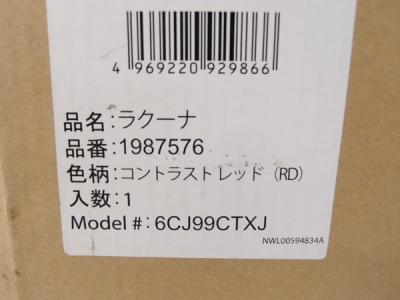 4 969220 929866
品名:ラクーナ
品番:1987576
色柄:コントラストレッド (RD)
入数:1
Model #:6CJ99CTXJ
NWL00594834A